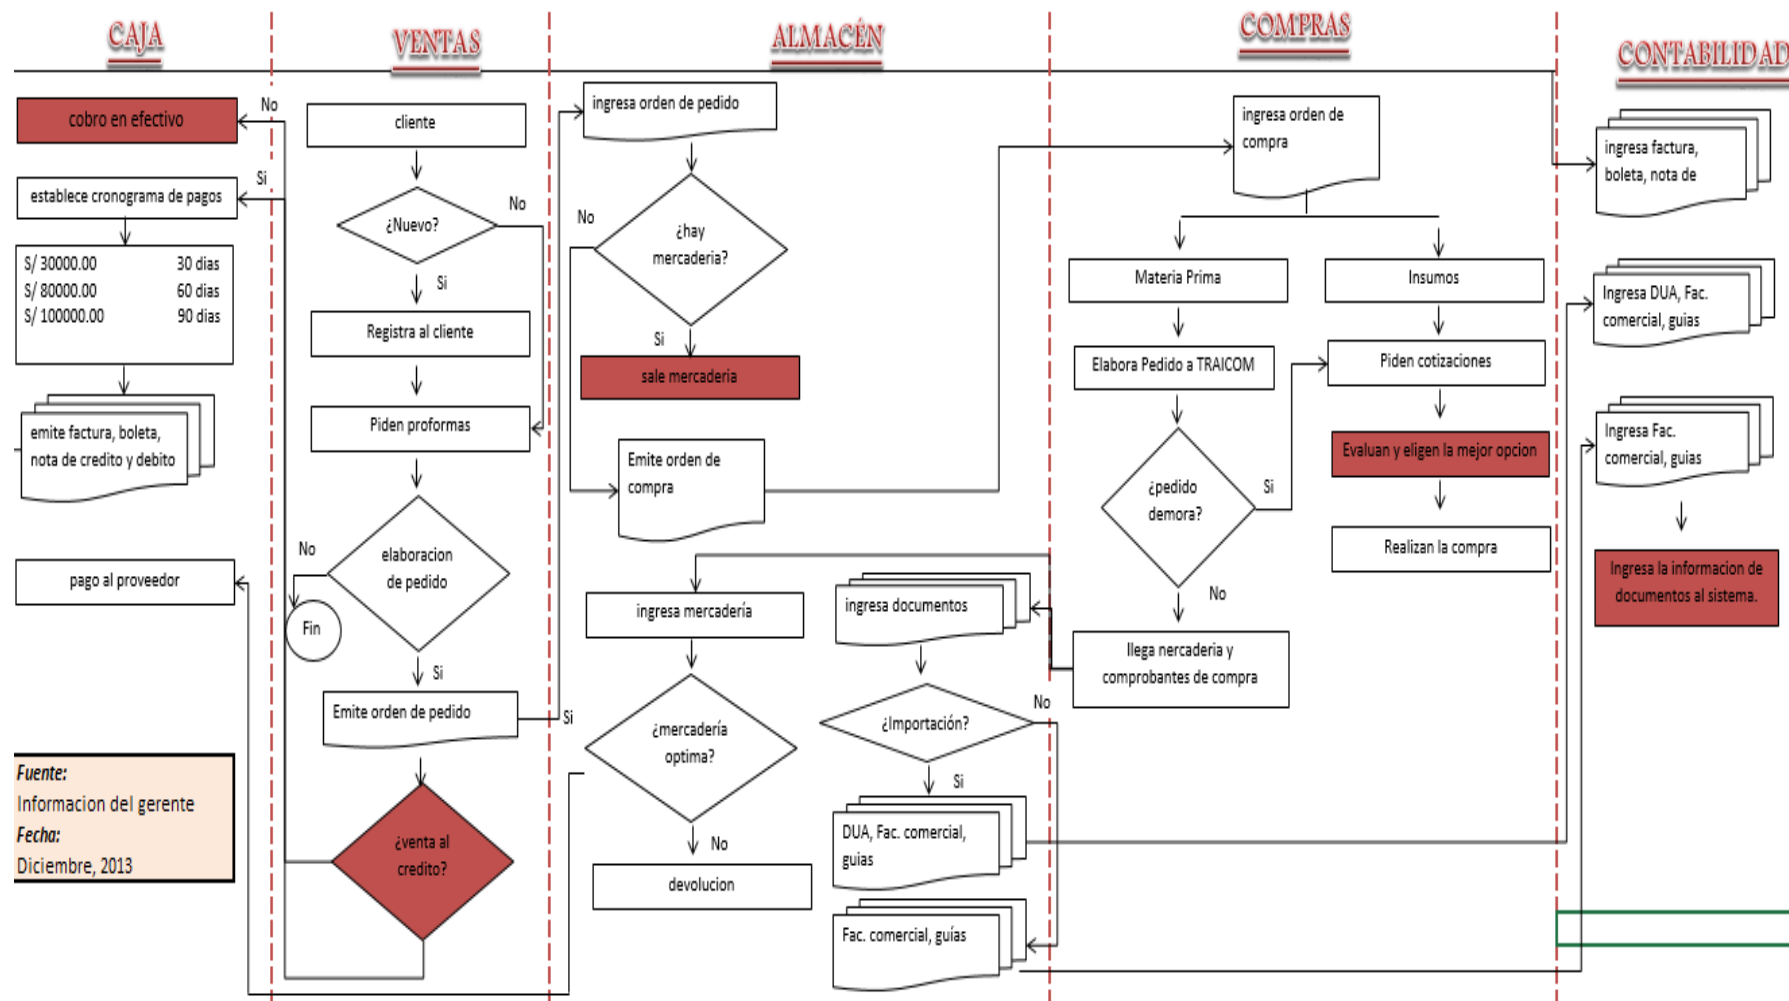 CAJA
cobro en efectivo
No
Si
establece cronograma de pagos
S/ 30000.00 30 dias
S/ 80000.00 60 dias
S/ 100000.00 90 dias
emite factura, boleta,
nota de credito y debito
pago al proveedor
Fuente:
Informacion del gerente
Fecha:
Diciembre, 2013
VENTAS
cliente
¿Nuevo?
No
Si
Registra al cliente
Piden proformas
elaboracion
de pedido
No
Fin
Si
Emite orden de pedido
¿venta al
credito?
ALMACÉN
ingresa orden de pedido
¿hay
mercaderia?
No
Si
sale mercaderia
Emite orden de
compra
ingresa mercadería
¿mercadería
optima?
Si
No
devolucion
ingresa documentos
¿Importación?
No
Si
DUA, Fac. comercial,
guias
Fac. comercial, guías
COMPRAS
ingresa orden de
compra
Materia Prima
Insumos
Elabora Pedido a TRAICOM
Piden cotizaciones
¿pedido
demora?
Si
No
Evaluan y eligen la mejor opcion
Realizan la compra
llega nercaderia y
comprobantes de compra
CONTABILIDAD
ingresa factura,
boleta, nota de
Ingresa DUA, Fac.
comercial, guias
Ingresa Fac.
comercial, guias
Ingresa la informacion de
documentos al sistema.